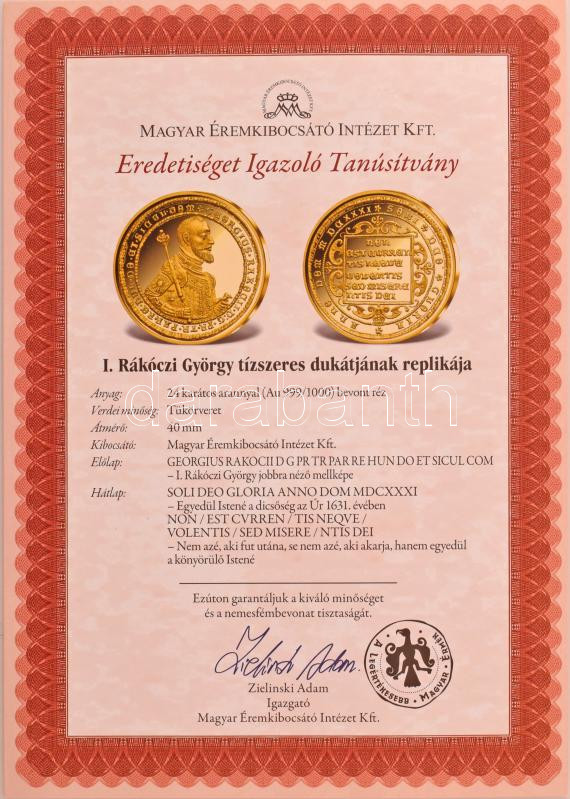 MAGYAR ÉREMKIBOCSÁTÓ INTÉZET KFT.
Eredetiséget Igazoló Tanúsítvány
I. Rákóczi György tízszeres dukátjának replikája
Anyag: 24 karátos arannyal (Au 999/1000) bevont réz
Verdei minőség: Tükörveret
Átmérő: 40 mm
Kibocsátó: Magyar Éremkibocsátó Intézet Kft.
Előlap: GEORGIUS RAKOCII D G PR TR PAR RE HUN DO ET SICUL COM
– I. Rákóczi György jobbra néző mellképe
Hátlap: SOLI DEO GLORIA ANNO DOM MDCXXXI
– Egyedül Istené a dicsőség az Úr 1631. évében
NON / EST CVRREN / TIS NEQVE /
VOLENTIS / SED MISERE / NTIS DEI
– Nem azé, aki fut utána, se nem azé, aki akarja, hanem egyedül
a könyörülő Istené
darabanth
Ezúton garantáljuk a kiváló minőséget
és a nemesfémbevonat tisztaságát.
Zielinski Adam
Zielinski Adam
Igazgató
Magyar Éremkibocsátó Intézet Kft.
A LEGÉRTÉKESEBB • MAGYAR ÉRMÉK